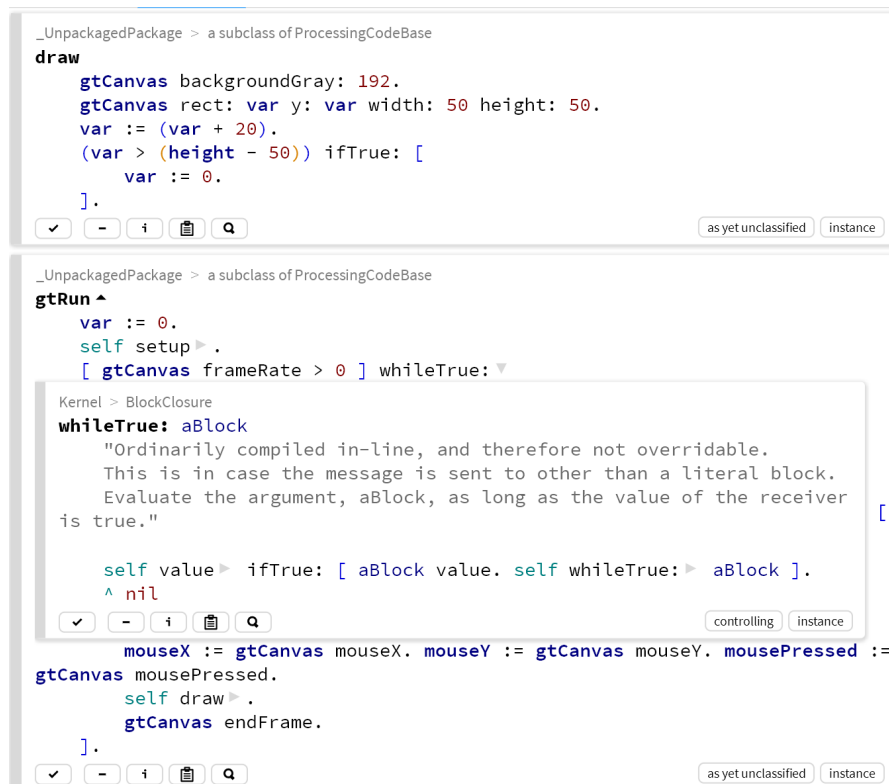 _UnpackagedPackage > a subclass of ProcessingCodeBase
draw
gtCanvas backgroundGray: 192.
gtCanvas rect: var y: var width: 50 height: 50.
var := (var + 20).
(var > (height - 50)) ifTrue: [
var := 0.
].
i
as yet unclassified instance
_UnpackagedPackage > a subclass of ProcessingCodeBase
gtRun
var := 0.
self setup .
[ gtCanvas frameRate > 0 ] whileTrue:
Kernel > BlockClosure
whileTrue: aBlock
"Ordinarily compiled in-line, and therefore not overridable.
This is in case the message is sent to other than a literal block.
Evaluate the argument, aBlock, as long as the value of the receiver
is true."
[
self value ifTrue: [ aBlock value. self whileTrue: aBlock ].
^ nil
i
controlling instance
mouseX := gtCanvas mouseX. mouseY := gtCanvas mouseY. mousePressed :=
gtCanvas mousePressed.
self draw .
gtCanvas endFrame.
].
i
as yet unclassified instance